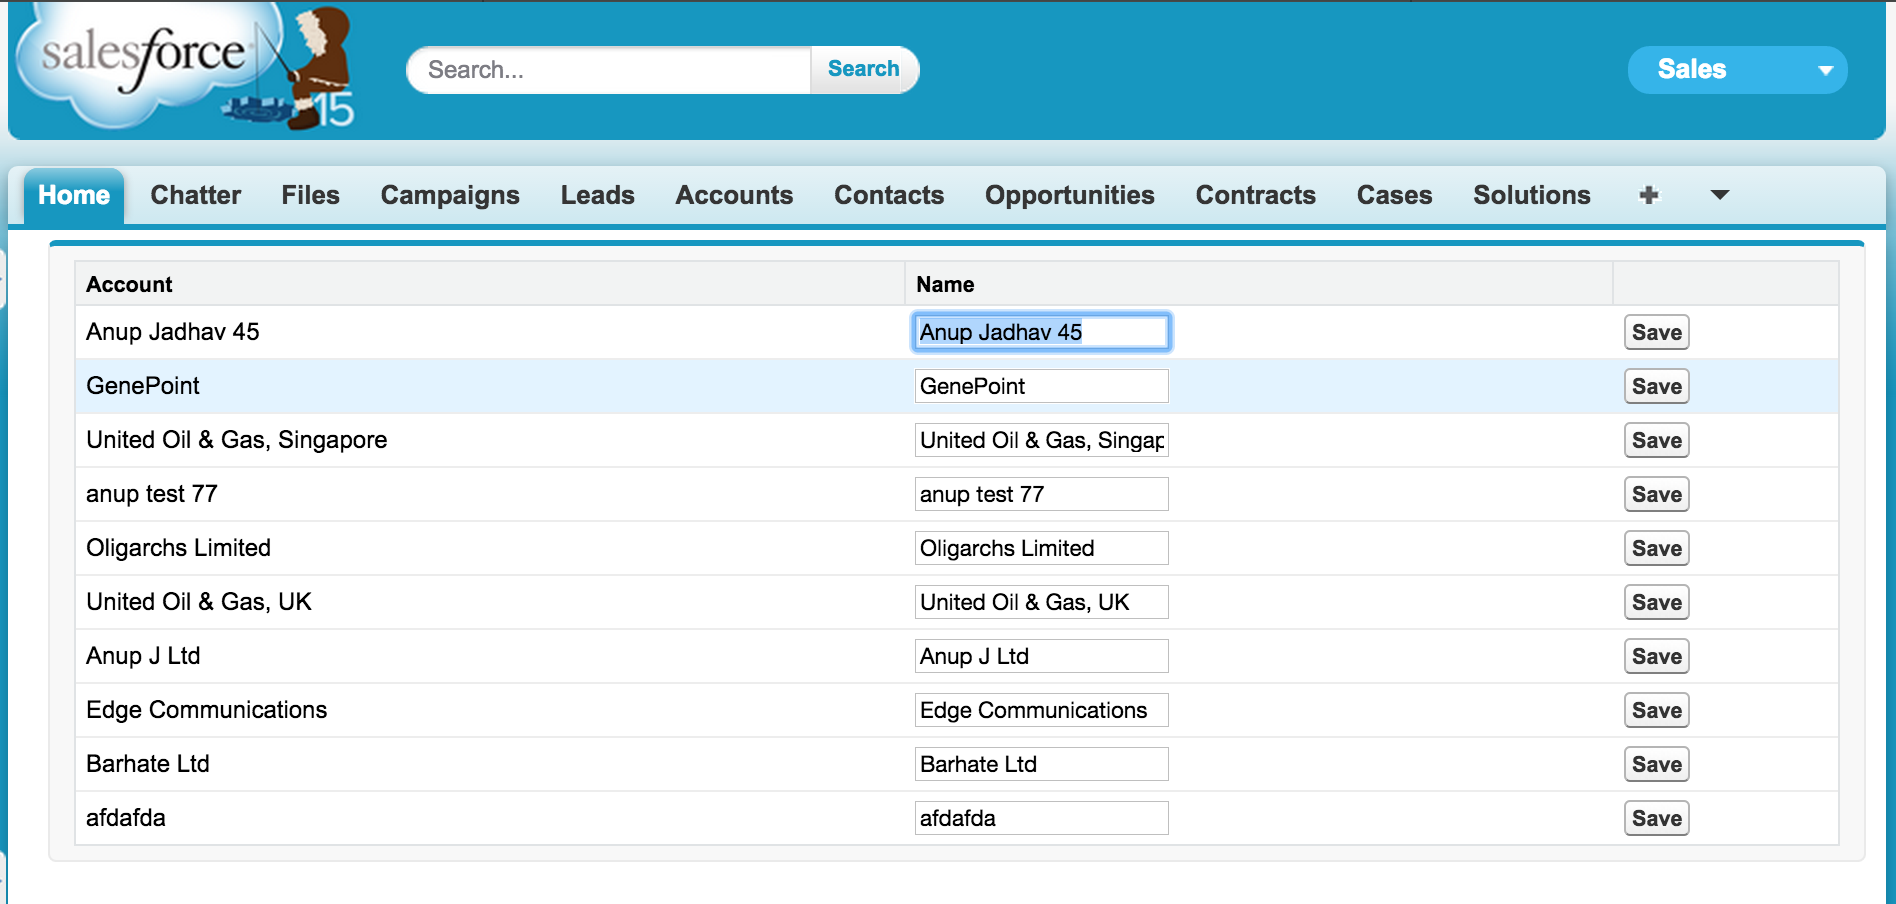 salesforce
15
Search...
Search
Sales
Home Chatter Files Campaigns Leads Accounts Contacts Opportunities Contracts Cases Solutions +
Account Name
Anup Jadhav 45 Anup Jadhav 45 Save
GenePoint GenePoint Save
United Oil & Gas, Singapore United Oil & Gas, Singap Save
anup test 77 anup test 77 Save
Oligarchs Limited Oligarchs Limited Save
United Oil & Gas, UK United Oil & Gas, UK Save
Anup J Ltd Anup J Ltd Save
Edge Communications Edge Communications Save
Barhate Ltd Barhate Ltd Save
afdafda afdafda Save